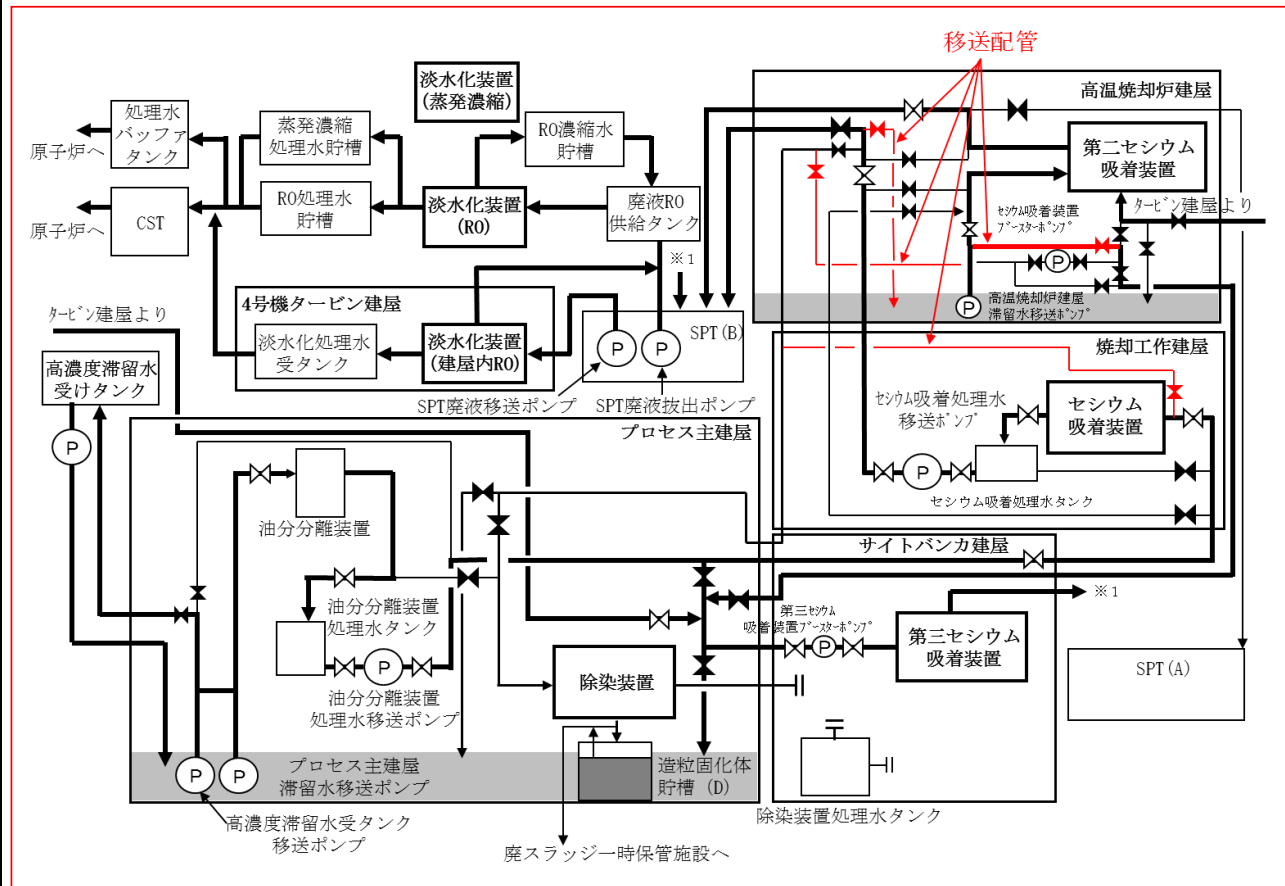 移送配管
高温焼却炉建屋
淡水化装置
(蒸発濃縮)
処理水
バッファ
タンク
原子炉へ
蒸発濃縮
処理水貯槽
RO濃縮水
貯槽
第二セシウム
吸着装置
CST
原子炉へ
RO処理水
貯槽
淡水化装置
(RO)
廃液RO
供給タンク
セシウム吸着装置
ブースターポンプ
タービン建屋より
※1
P
P
高温焼却炉建屋
滞留水移送ポンプ
4号機タービン建屋
淡水化処理水
受タンク
淡水化装置
(建屋内RO)
P
P
SPT(B)
SPT廃液移送ポンプ
SPT廃液抜出ポンプ
タービン建屋より
高濃度滞留水
受けタンク
P
焼却工作建屋
セシウム吸着処理水
移送ポンプ
セシウム
吸着装置
P
セシウム吸着処理水タンク
プロセス主建屋
油分分離装置
油分分離装置
処理水タンク
P
油分分離装置
処理水移送ポンプ
サイトバンカ建屋
第三セシウム
吸着装置ブースターポンプ
P
※1
第三セシウム
吸着装置
除染装置
SPT(A)
P
P
プロセス主建屋
滞留水移送ポンプ
造粒固化体
貯槽(D)
除染装置処理水タンク
高濃度滞留水受タンク
移送ポンプ
廃スラッジ一時保管施設へ